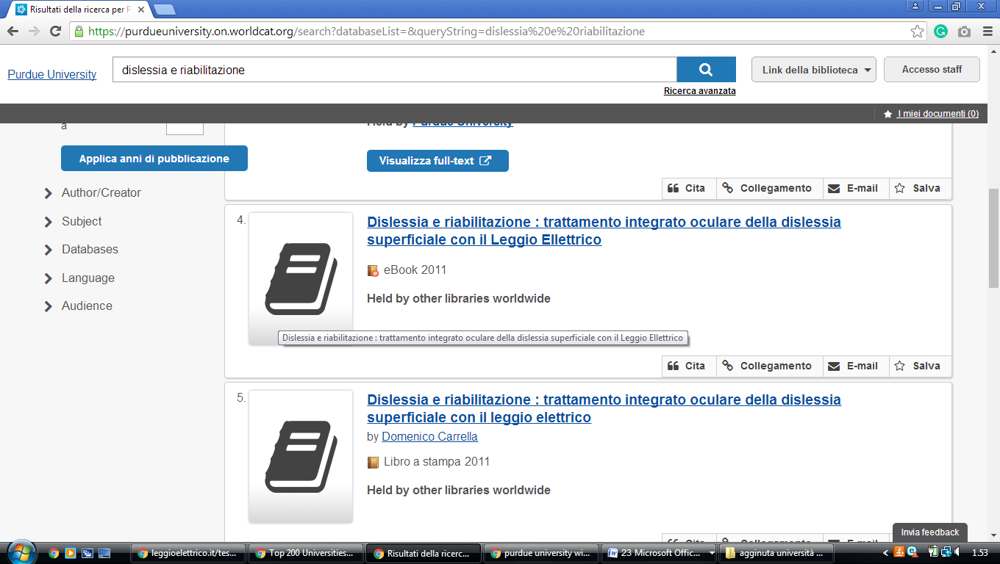 Risultati della ricerca per P
https://purdueuniversity.on.worldcat.org/search?databaseList=&queryString=dislessia%20e%20riabilitazione
Purdue University
dislessia e riabilitazione
Link della biblioteca
Accesso staff
Ricerca avanzata
I miei documenti (0)
a
Held by Purdue University
Applica anni di pubblicazione
Visualizza full-text
Author/Creator
Subject
Databases
Language
Audience
Cita Collegamento E-mail Salva
4.
Dislessia e riabilitazione : trattamento integrato oculare della dislessia
superficiale con il Leggio Ellettrico
eBook 2011
Held by other libraries worldwide
Dislessia e riabilitazione : trattamento integrato oculare della dislessia superficiale con il Leggio Ellettrico
Cita Collegamento E-mail Salva
5.
Dislessia e riabilitazione : trattamento integrato oculare della dislessia
superficiale con il leggio elettrico
by Domenico Carrella
Libro a stampa 2011
Held by other libraries worldwide
Cita Collegamento E-mail Salva
Invia feedback
leggioelettrico.it/tes...
Top 200 Universities...
Risultati della ricerc...
purdue university wi...
23 Microsoft Offic...
agginuta università ...
1.53